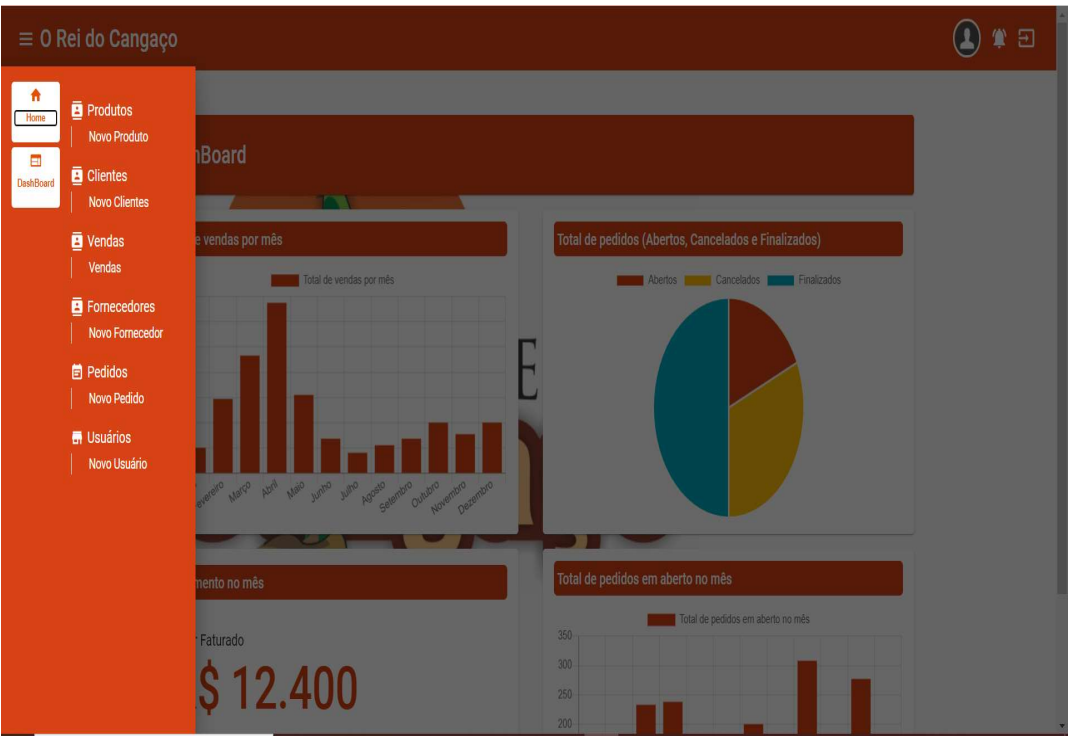 O Rei do Cangaço
Home
DashBoard
Produtos
Novo Produto
Clientes
Novo Clientes
Vendas
Vendas
Fornecedores
Novo Fornecedor
Pedidos
Novo Pedido
Usuários
Novo Usuário
hBoard
e vendas por mês
Total de vendas por mês
evereiro
Março
Abril
Maio
Junho
Julho
Agosto
Setembro
Outubro
Novembro
Dezembro
Total de pedidos (Abertos, Cancelados e Finalizados)
Abertos Cancelados Finalizados
E
mento no mês
r Faturado
$ 12.400
Total de pedidos em aberto no mês
Total de pedidos em aberto no mês
350
300
250
200